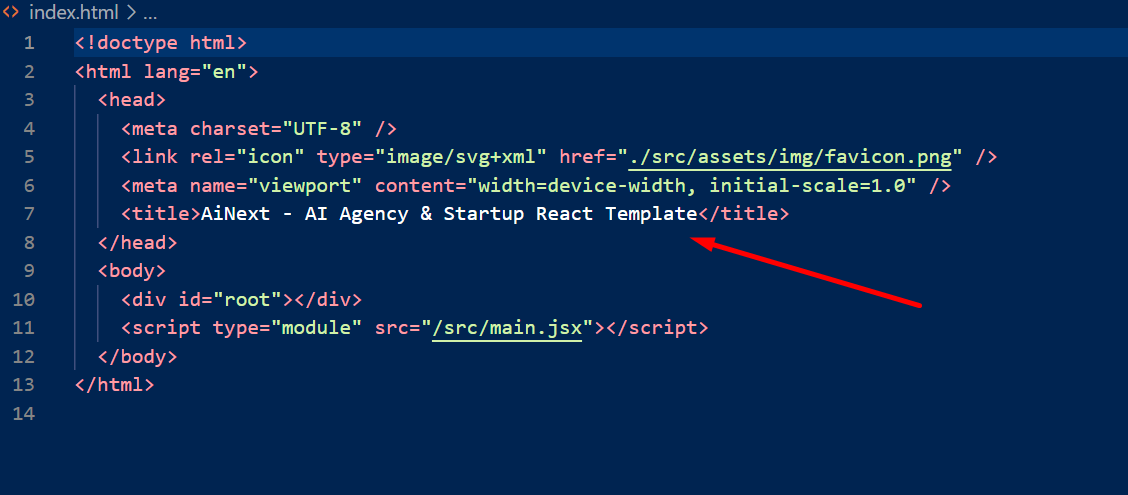 index.html > ...
1 <!doctype html>
2 <html lang="en">
3 <head>
4 <meta charset="UTF-8" />
5 <link rel="icon" type="image/svg+xml" href="./src/assets/img/favicon.png" />
6 <meta name="viewport" content="width=device-width, initial-scale=1.0" />
7 <title>AiNext - AI Agency & Startup React Template</title>
8 </head>
9 <body>
10 <div id="root"></div>
11 <script type="module" src="/src/main.jsx"></script>
12 </body>
13 </html>
14